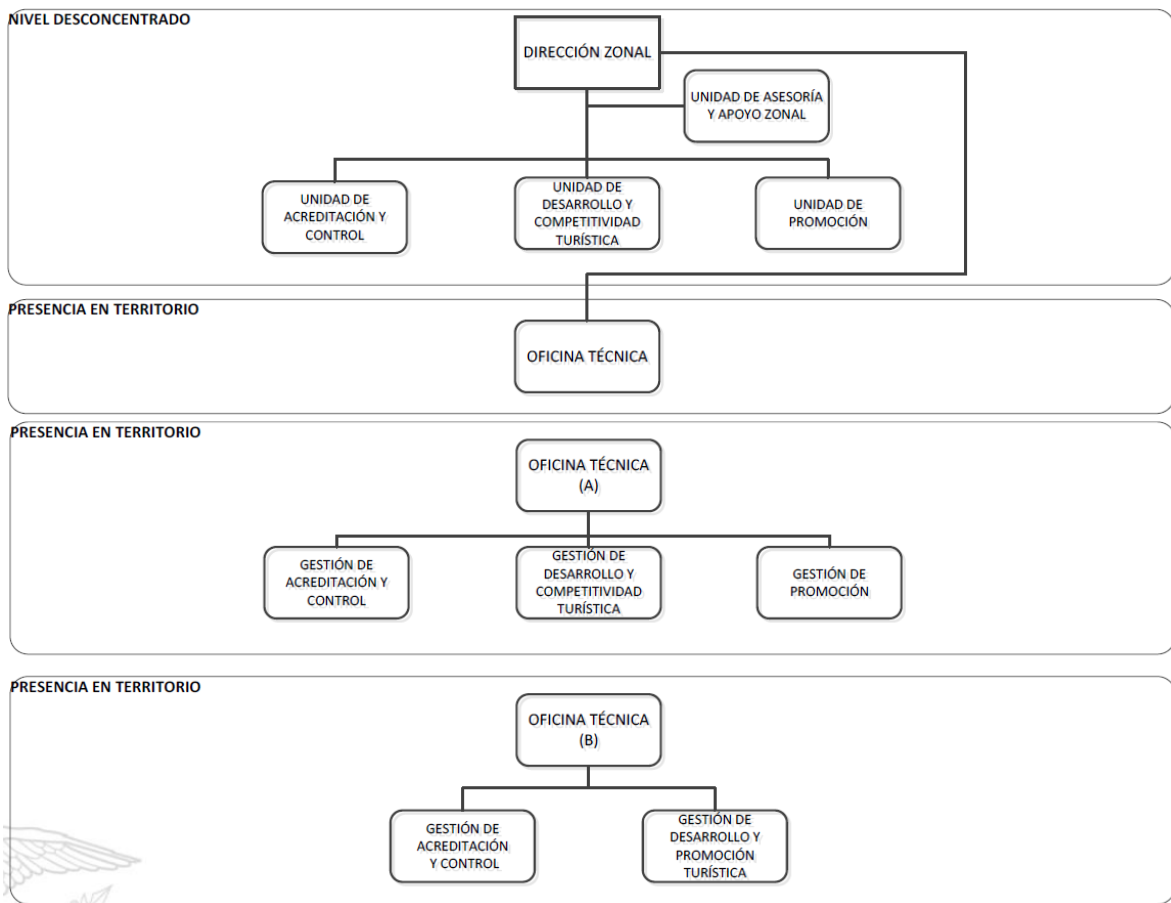 NIVEL DESCONCENTRADO
DIRECCIÓN ZONAL
UNIDAD DE ASESORÍA
Y APOYO ZONAL
UNIDAD DE
ACREDITACIÓN Y
CONTROL
UNIDAD DE
DESARROLLO Y
COMPETITIVIDAD
TURÍSTICA
UNIDAD DE
PROMOCIÓN
PRESENCIA EN TERRITORIO
OFICINA TÉCNICA
PRESENCIA EN TERRITORIO
OFICINA TÉCNICA
(A)
GESTIÓN DE
ACREDITACIÓN Y
CONTROL
GESTIÓN DE
DESARROLLO Y
COMPETITIVIDAD
TURÍSTICA
GESTIÓN DE
PROMOCIÓN
PRESENCIA EN TERRITORIO
OFICINA TÉCNICA
(B)
GESTIÓN DE
ACREDITACIÓN
Y CONTROL
GESTIÓN DE
DESARROLLO Y
PROMOCIÓN
TURÍSTICA